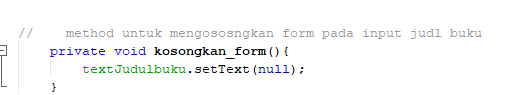 //    method untuk mengososngkan form pada input judl buku
private void kosongkan_form(){
textJudulbuku.setText(null);
}